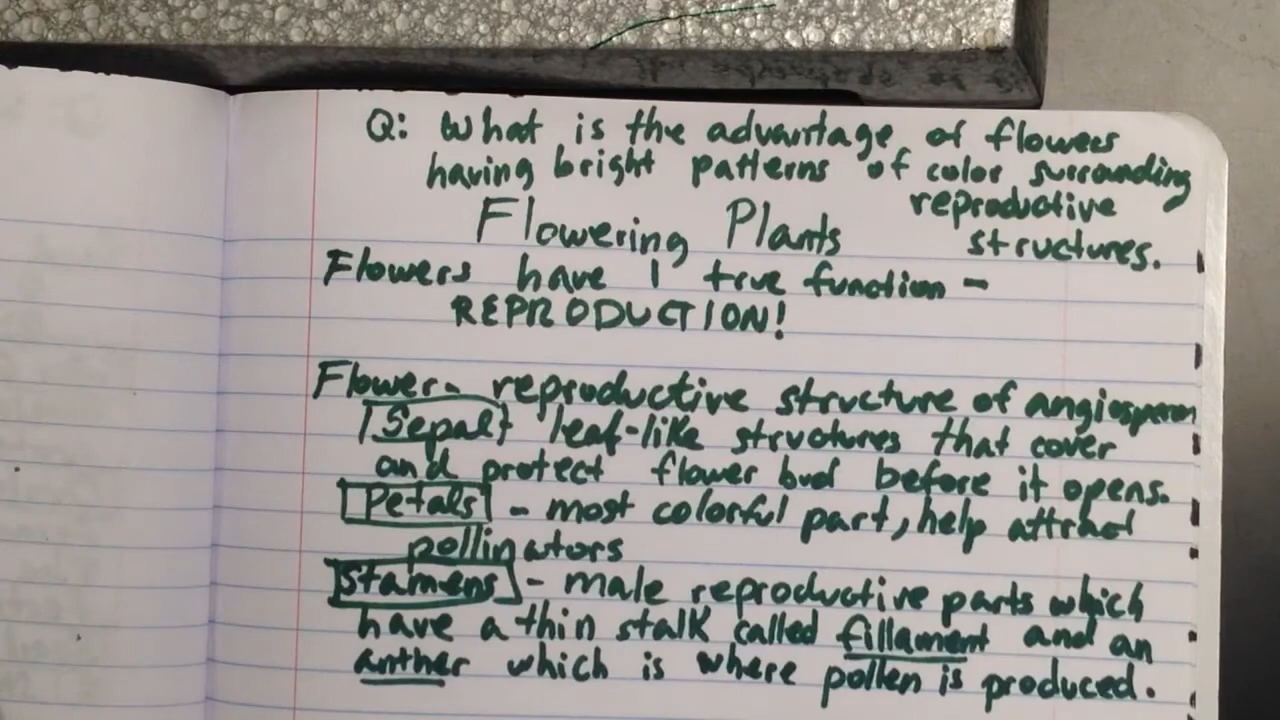 Q: What is the advantage of flowers
having bright patterns of color surrounding
reproductive
structures.
Flowering Plants
Flowers have 1 true function -
REPRODUCTION!
Flower- reproductive structure of angiosperm
Sepal leaf-like structures that cover
and protect flower bud before it opens.
Petals - most colorful part, help attract
pollinators
Stamens - male reproductive parts which
have a thin stalk called fillament and an
anther which is where pollen is produced.